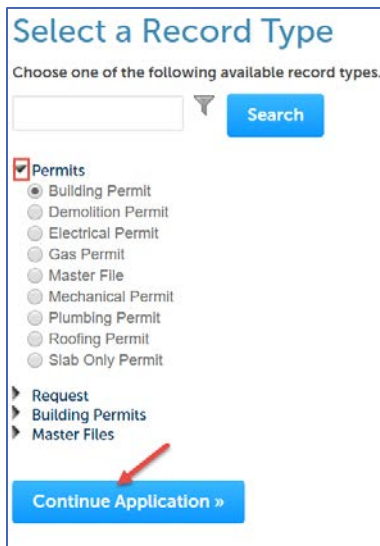 Select a Record Type
Choose one of the following available record types.
Search
Permits
Building Permit
Demolition Permit
Electrical Permit
Gas Permit
Master File
Mechanical Permit
Plumbing Permit
Roofing Permit
Slab Only Permit
Request
Building Permits
Master Files
Continue Application »